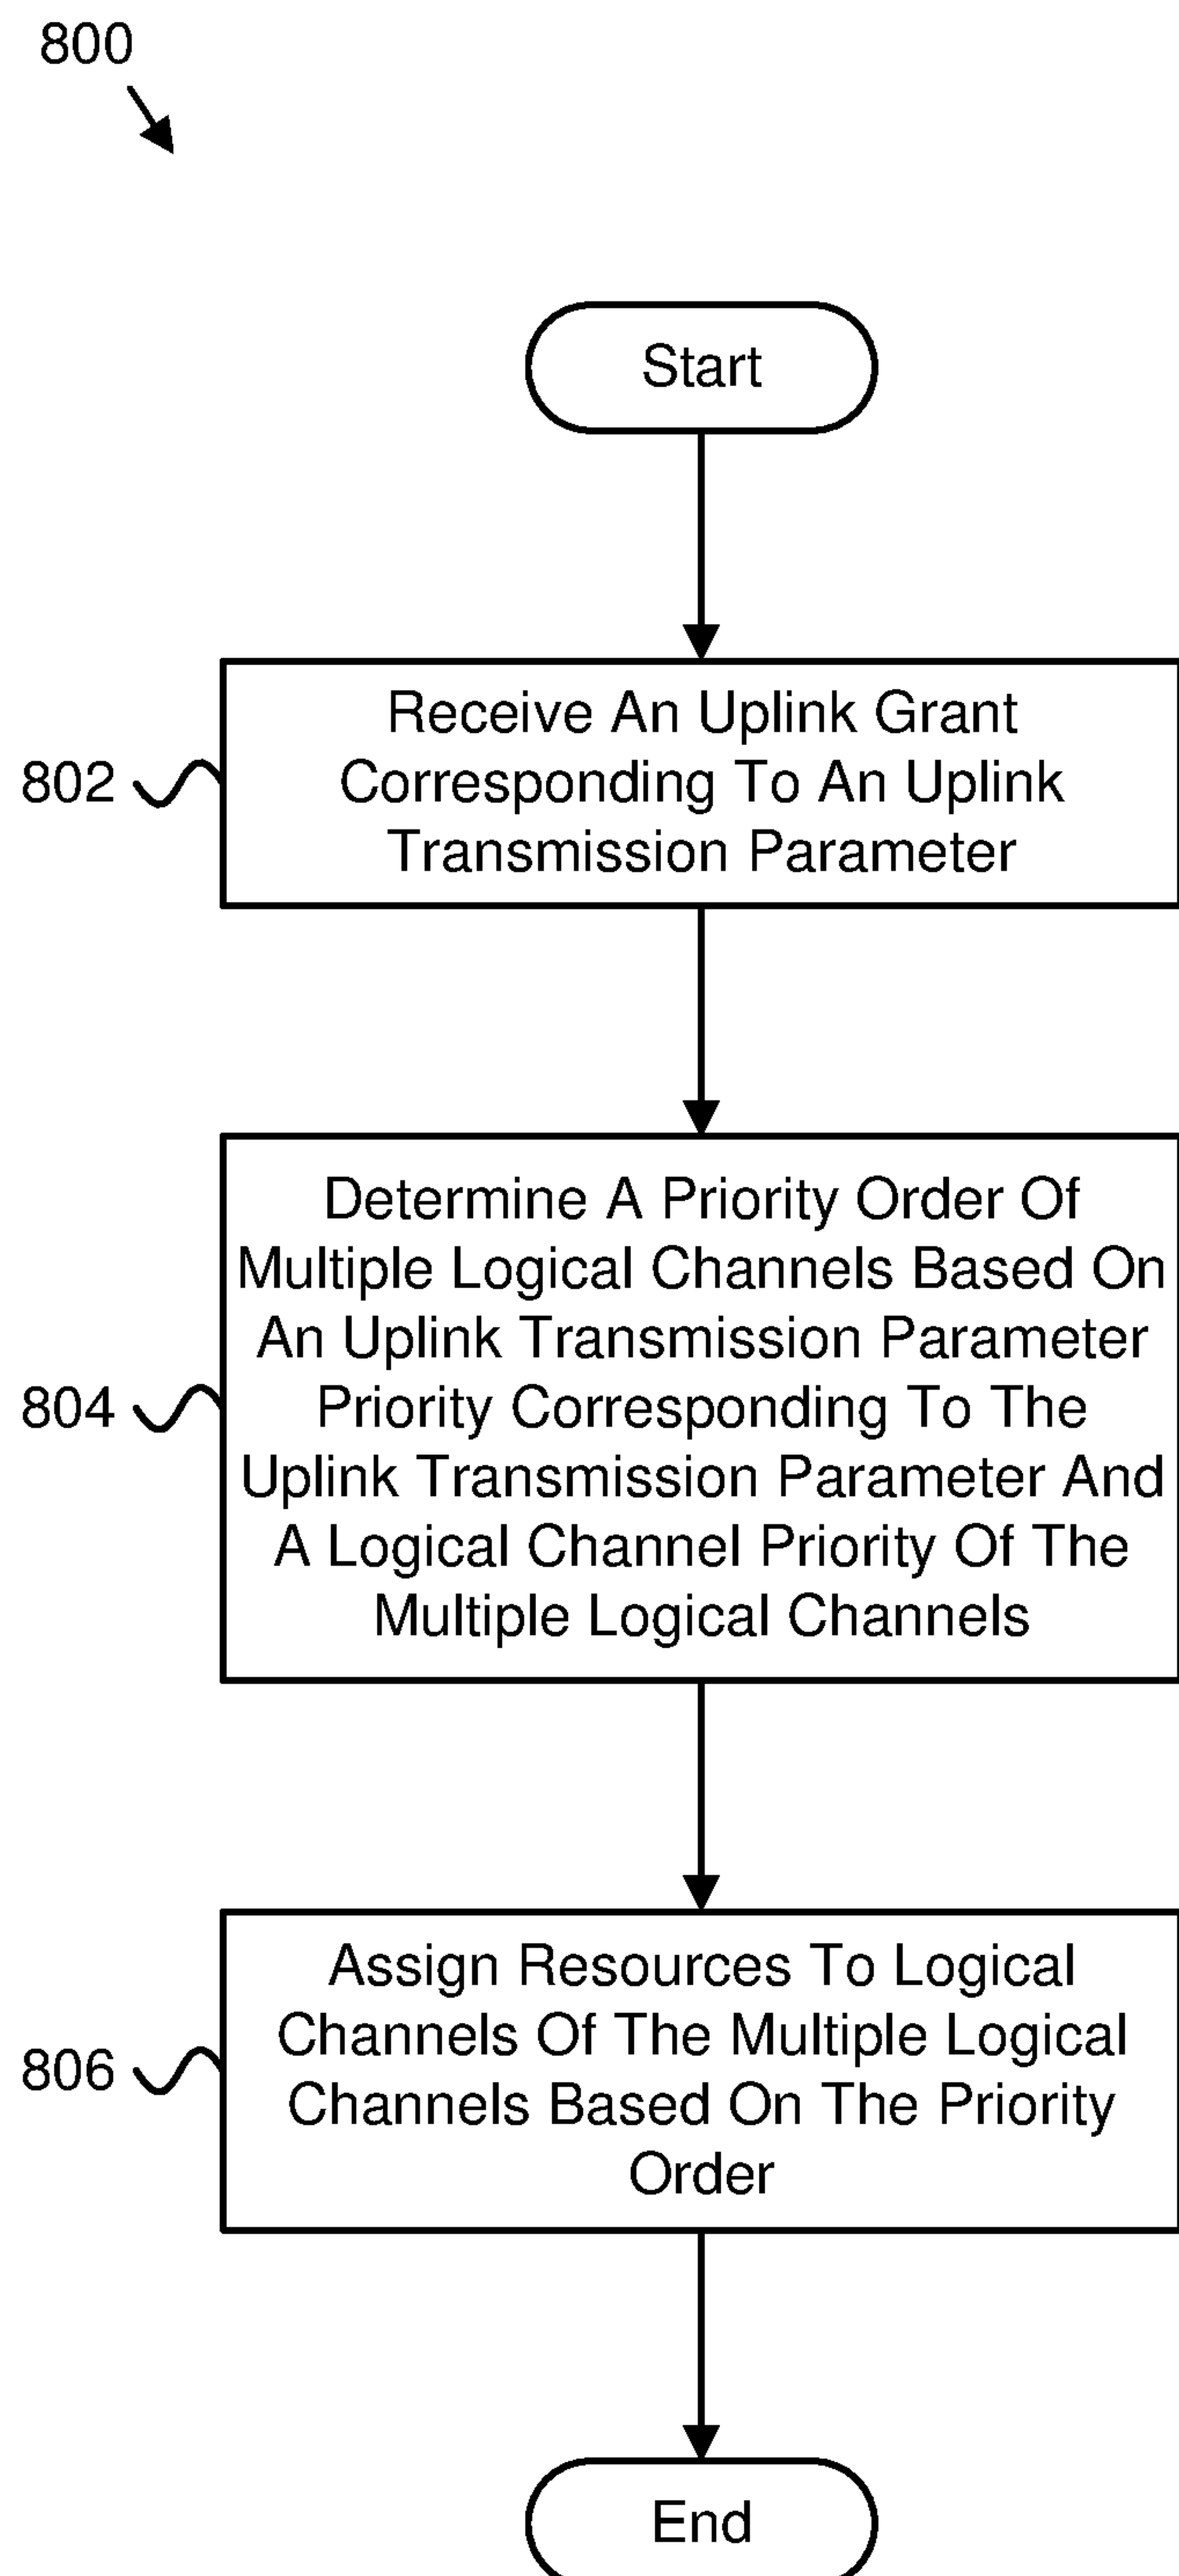 800
Start
802
Receive An Uplink Grant
Corresponding To An Uplink
Transmission Parameter
804
Determine A Priority Order Of
Multiple Logical Channels Based On
An Uplink Transmission Parameter
Priority Corresponding To The
Uplink Transmission Parameter And
A Logical Channel Priority Of The
Multiple Logical Channels
806
Assign Resources To Logical
Channels Of The Multiple Logical
Channels Based On The Priority
Order
End